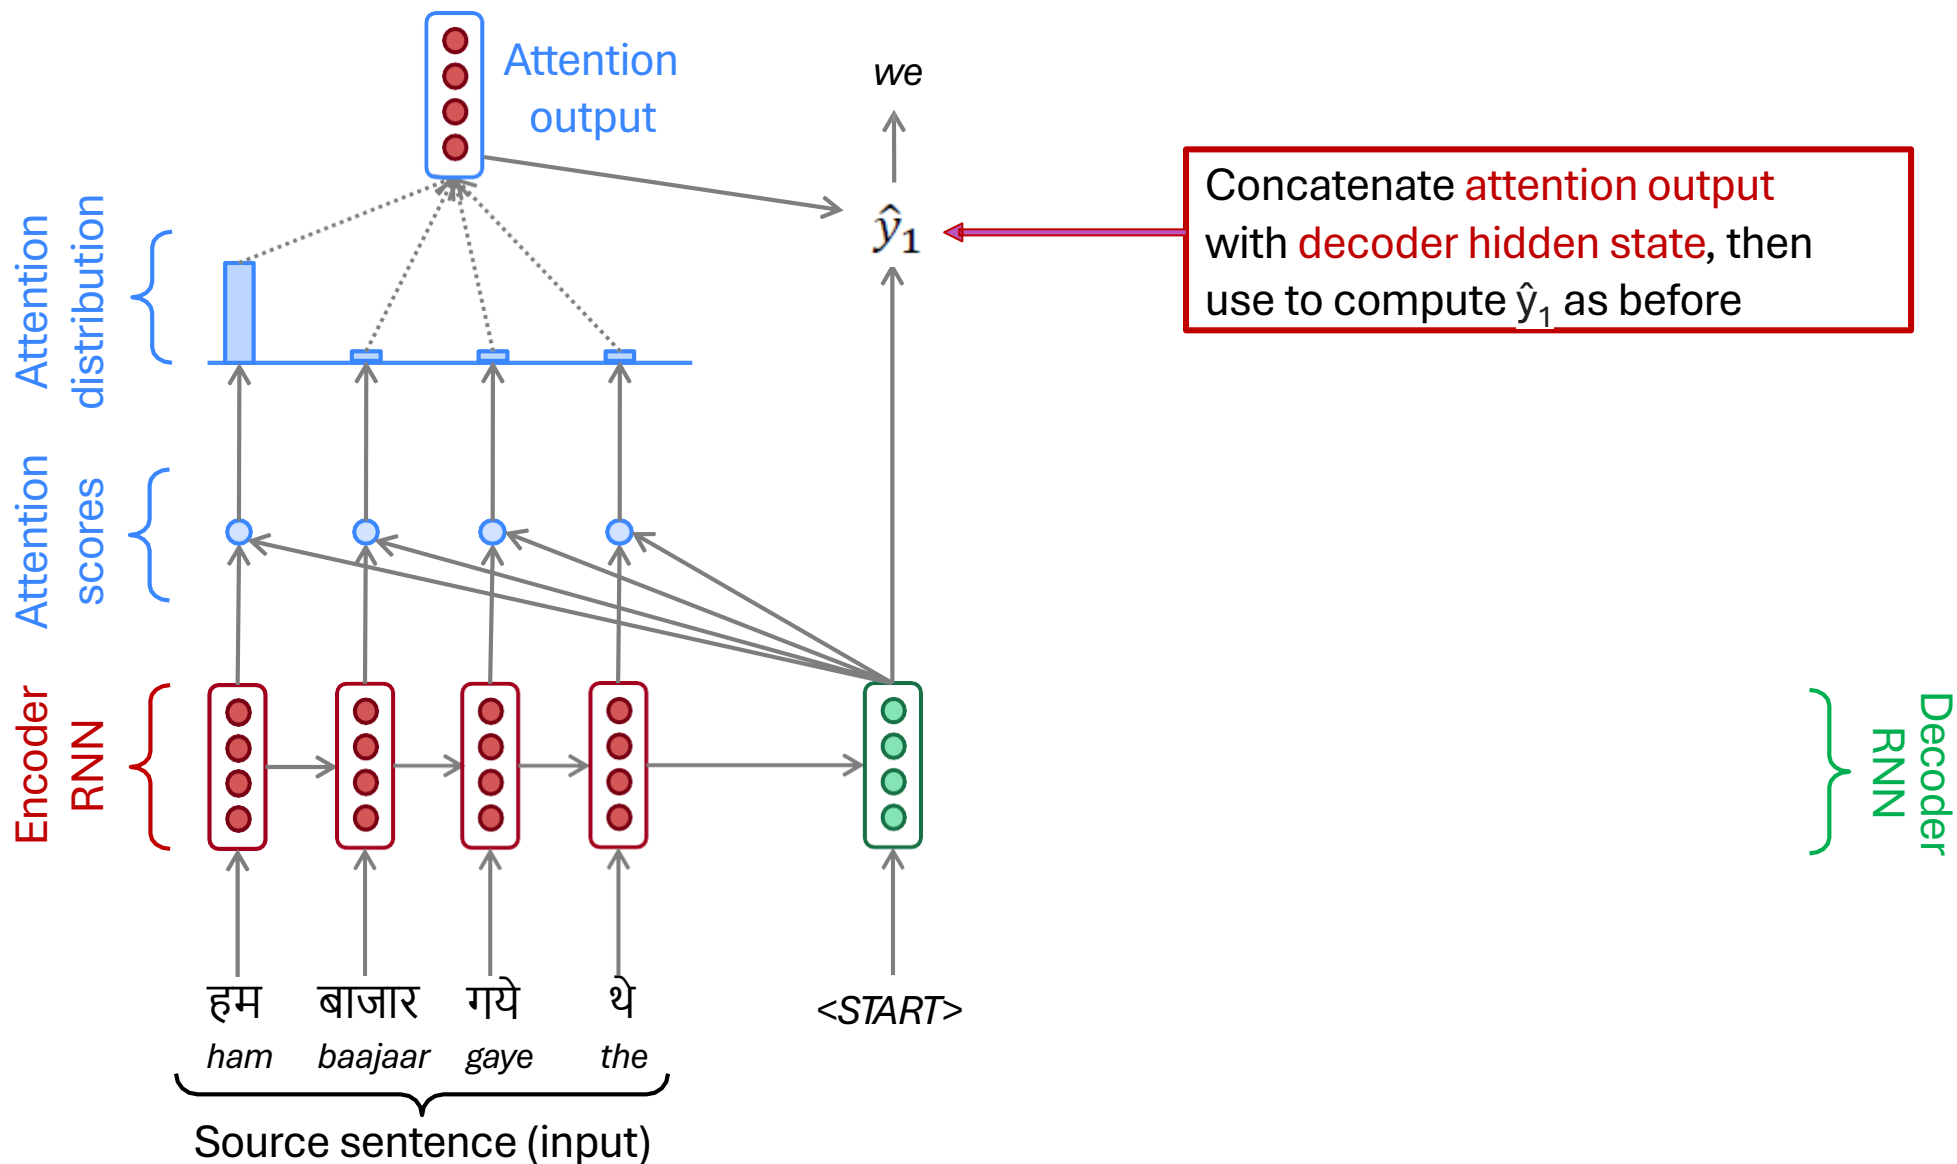 Attention
output
we
ŷ₁
Concatenate attention output
with decoder hidden state, then
use to compute ŷ₁ as before
Attention
distribution
Attention
scores
Encoder
RNN
Decoder
RNN
हम बाजार गये थे <START>
ham baajaar gaye the
Source sentence (input)